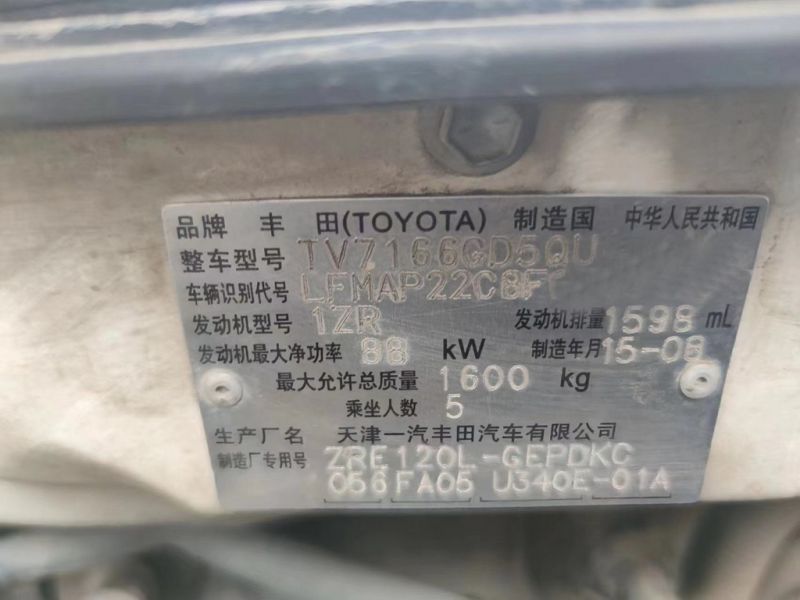 品牌 丰 田(TOYOTA) 制造国 中华人民共和国
整车型号 TV7166GD5QU
车辆识别代号 LFMAP22C8F
发动机型号 1ZR 发动机排量 1598 mL
发动机最大净功率 88 kW 制造年月 15-08
最大允许总质量 1600 kg
乘坐人数 5
生产厂名 天津一汽丰田汽车有限公司
制造厂专用号 ZRE120L-GEPDKC
056 FA05 U340E-01A